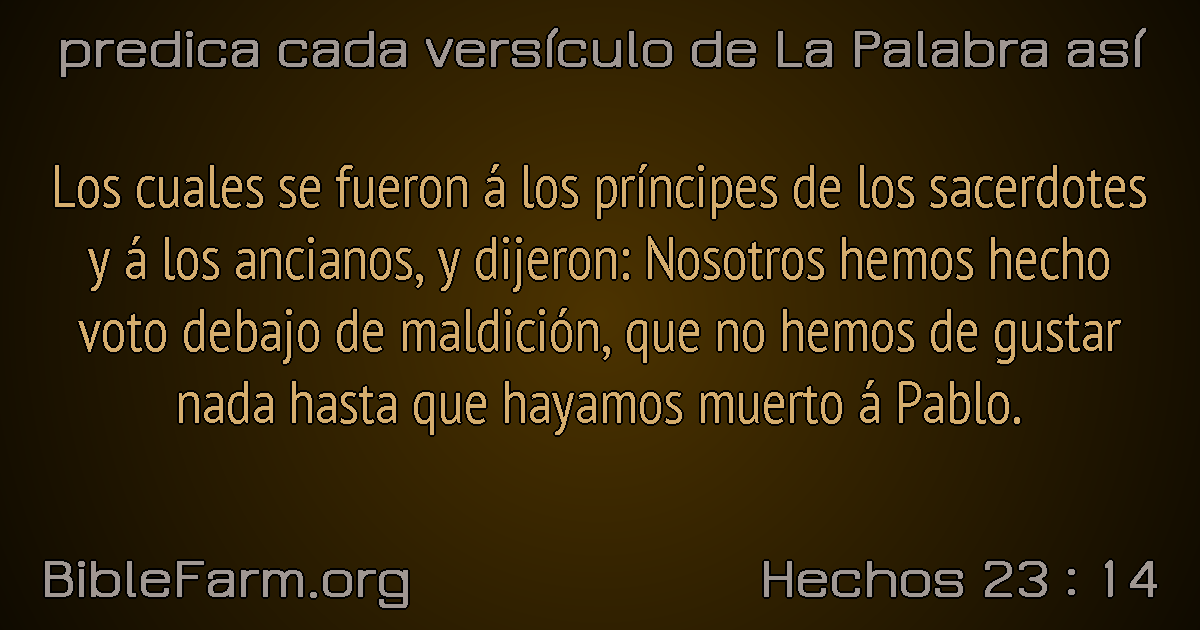 predica cada versículo de La Palabra así
Los cuales se fueron á los príncipes de los sacerdotes
y á los ancianos, y dijeron: Nosotros hemos hecho
voto debajo de maldición, que no hemos de gustar
nada hasta que hayamos muerto á Pablo.
BibleFarm.org
Hechos 23 : 14